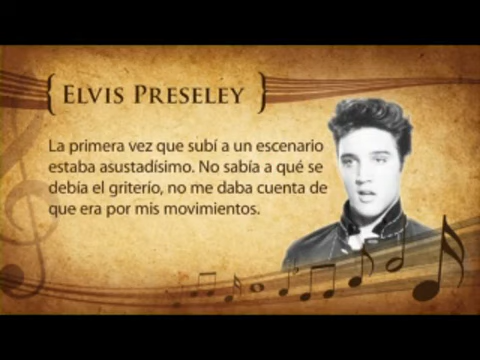 { ELVIS PRESELEY }
La primera vez que subí a un escenario
estaba asustadísimo. No sabía a qué se
debía el griterío, no me daba cuenta de
que era por mis movimientos.